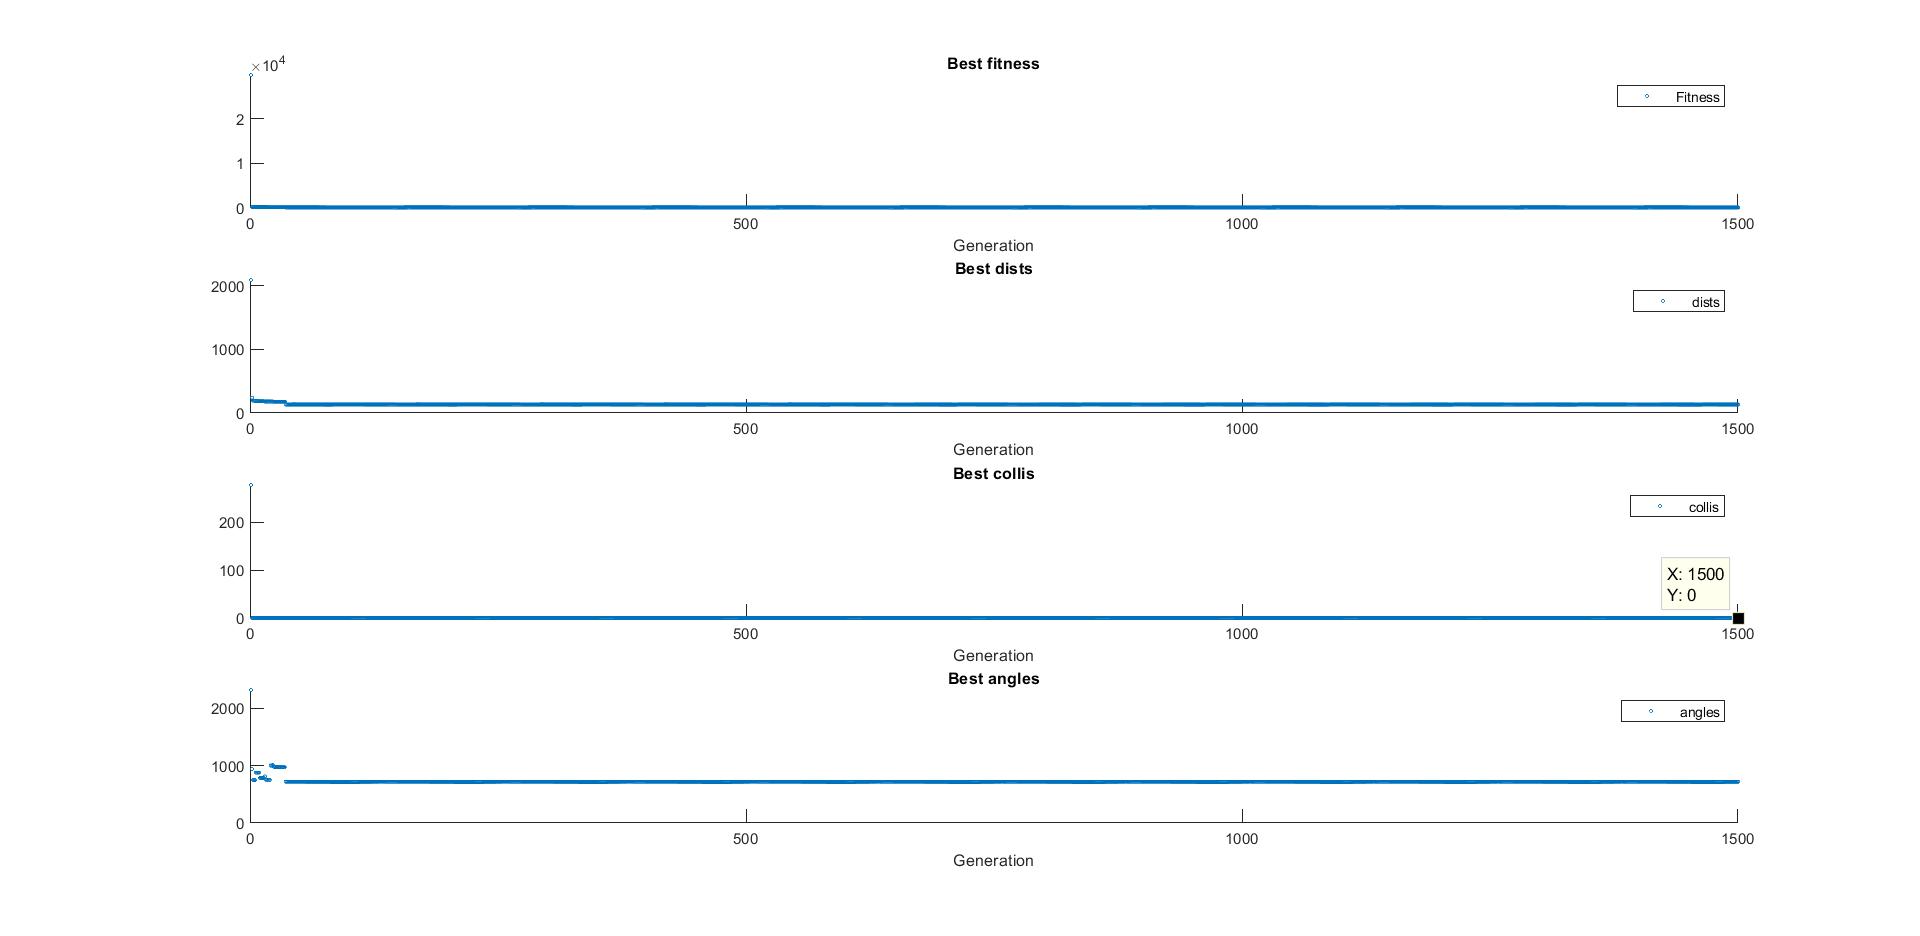 ×10^4
Best fitness
Fitness
2
1
0
0 500 1000 1500
Generation
Best dists
dists
2000
1000
0
0 500 1000 1500
Generation
Best collis
collis
200
100
X: 1500
Y: 0
0
0 500 1000 1500
Generation
Best angles
angles
2000
1000
0
0 500 1000 1500
Generation